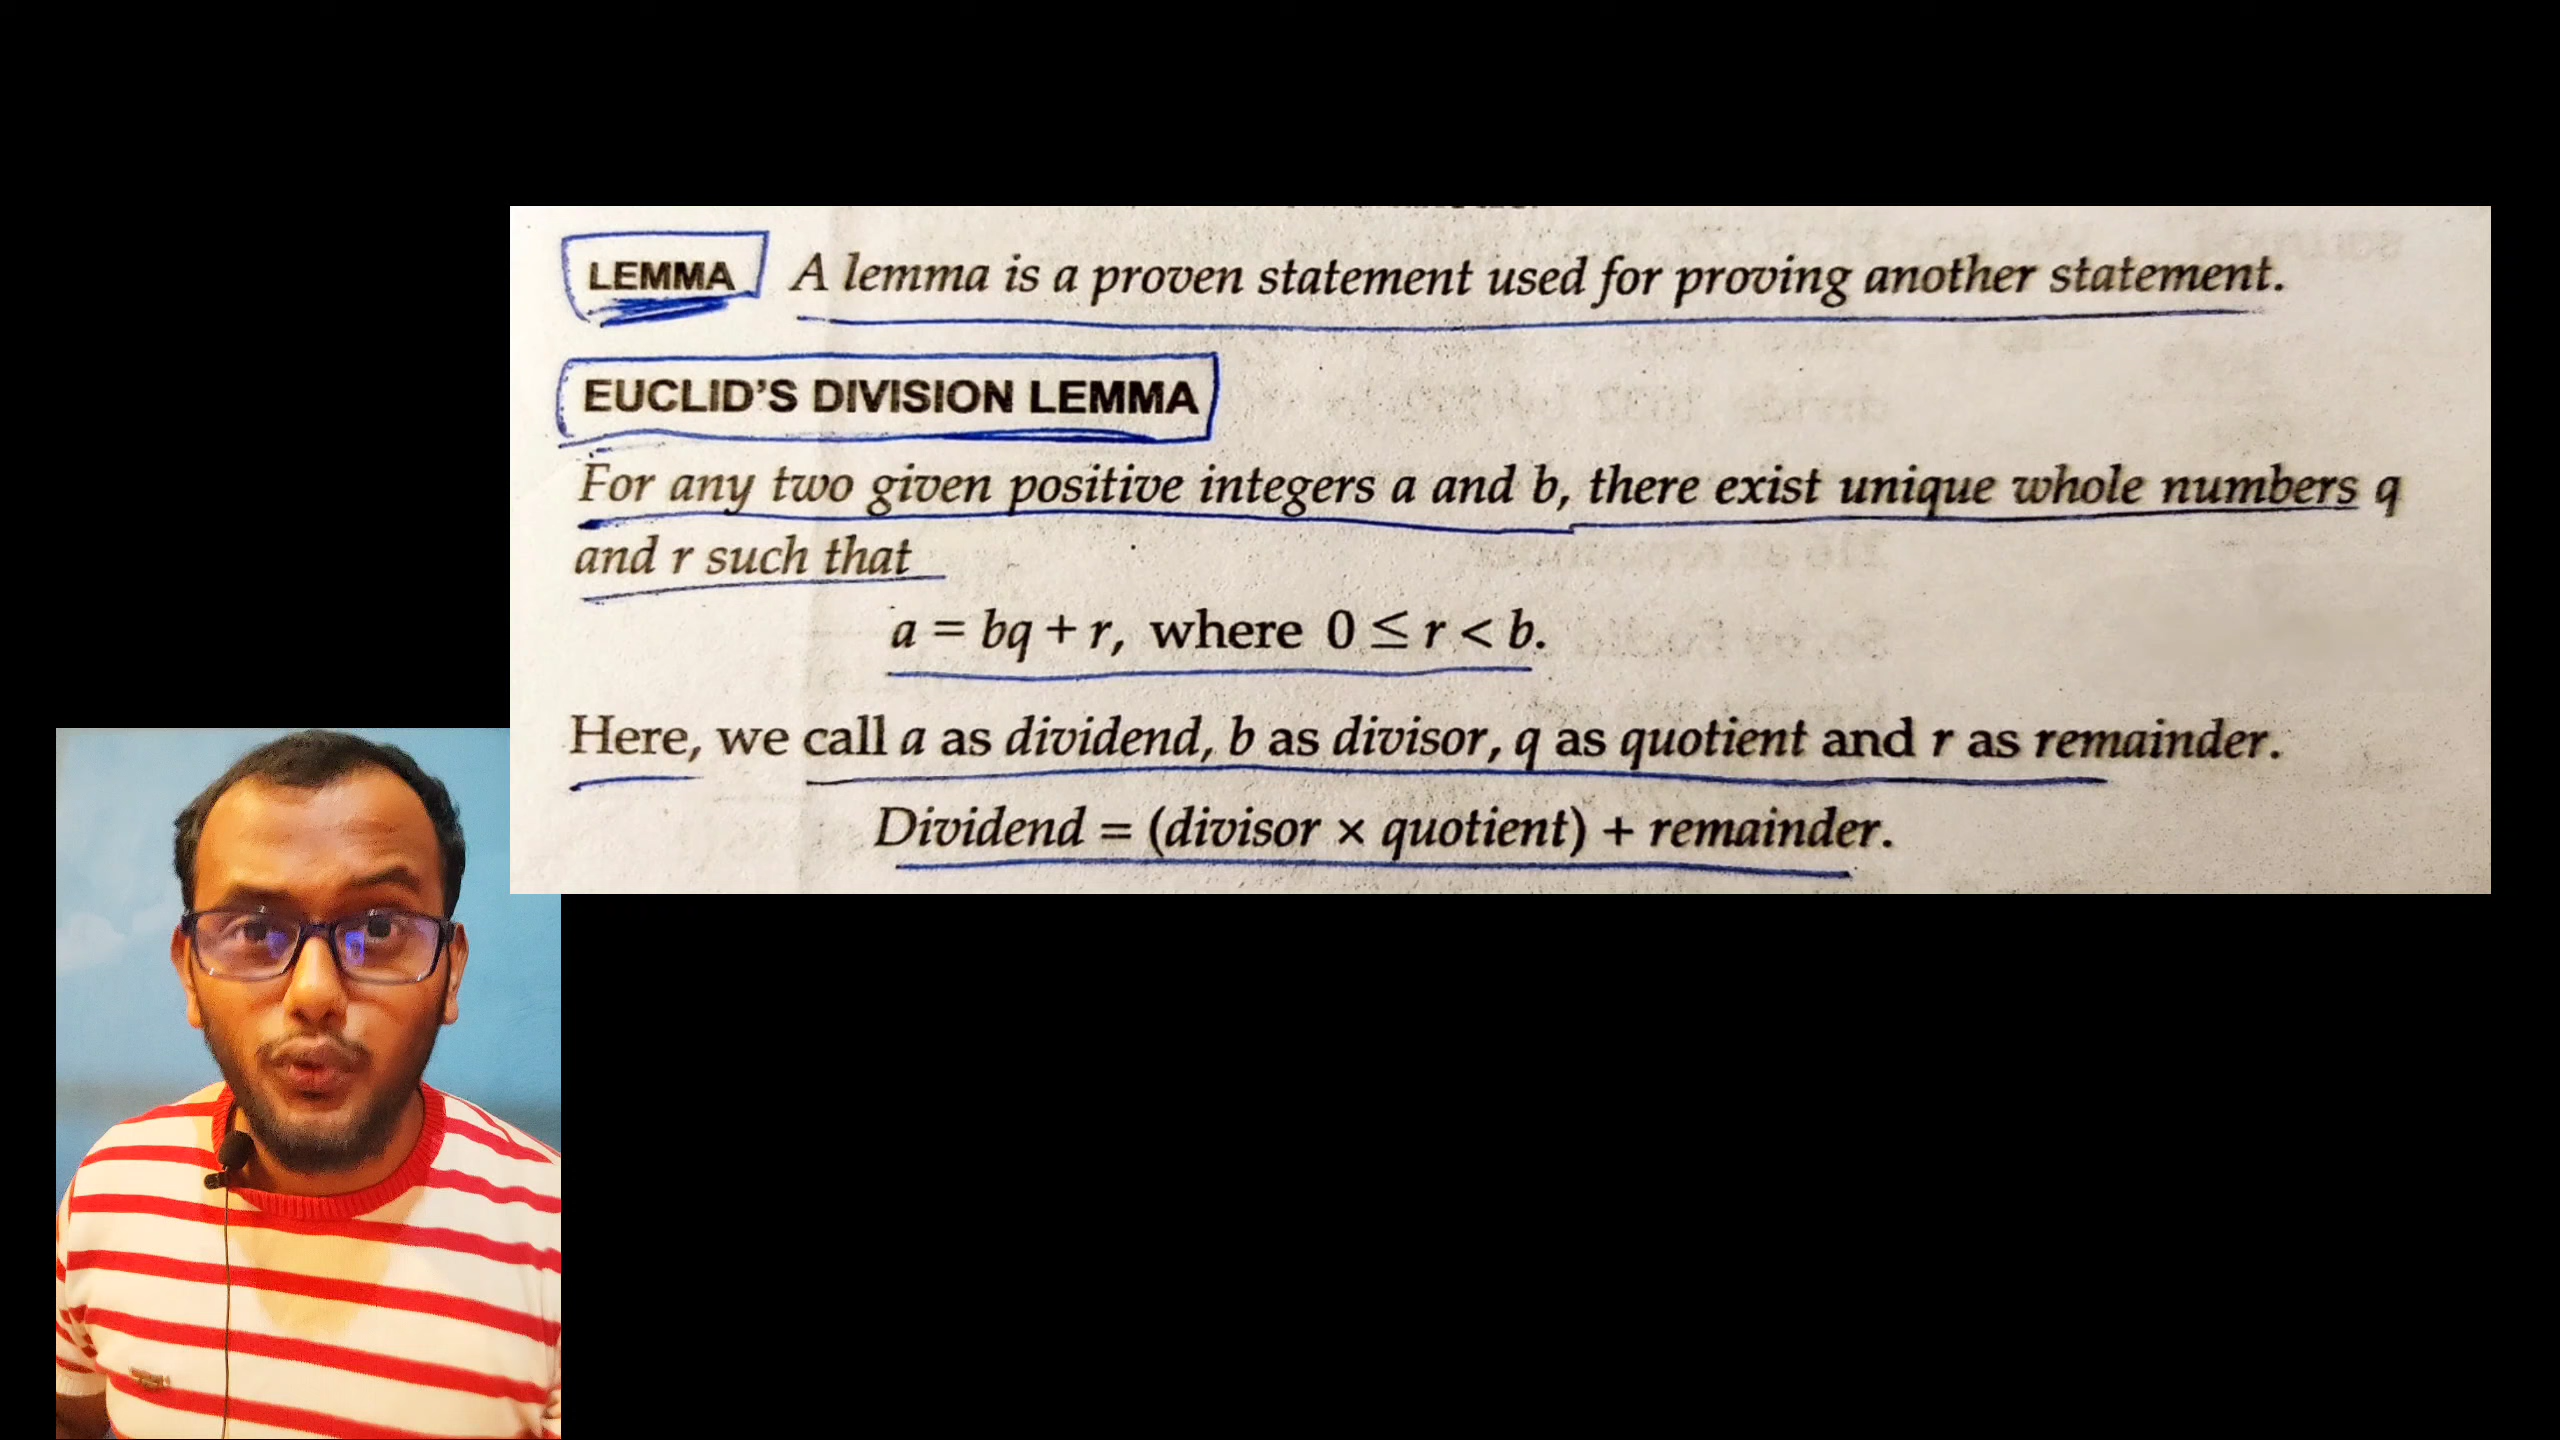 LEMMA A lemma is a proven statement used for proving another statement.
EUCLID'S DIVISION LEMMA
For any two given positive integers a and b, there exist unique whole numbers q
and r such that
a = bq + r, where 0 ≤ r < b.
Here, we call a as dividend, b as divisor, q as quotient and r as remainder.
Dividend = (divisor × quotient) + remainder.